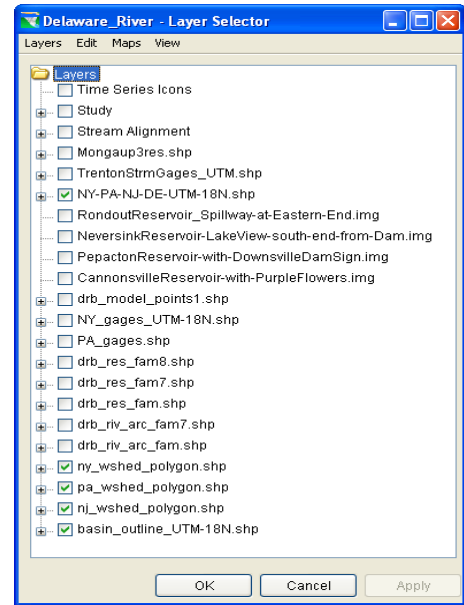 Delaware_River - Layer Selector
Layers Edit Maps View
Layers
Time Series Icons
Study
Stream Alignment
Mongaup3res.shp
TrentonStrmGages_UTM.shp
NY-PA-NJ-DE-UTM-18N.shp
RondoutReservoir_Spillway-at-Eastern-End.img
NeversinkReservoir-LakeView-south-end-from-Dam.img
PepactonReservoir-with-DownsvilleDamSign.img
CannonsvilleReservoir-with-PurpleFlowers.img
drb_model_points1.shp
NY_gages_UTM-18N.shp
PA_gages.shp
drb_res_fam8.shp
drb_res_fam7.shp
drb_res_fam.shp
drb_riv_arc_fam7.shp
drb_riv_arc_fam.shp
ny_wshed_polygon.shp
pa_wshed_polygon.shp
nj_wshed_polygon.shp
basin_outline_UTM-18N.shp
OK Cancel Apply